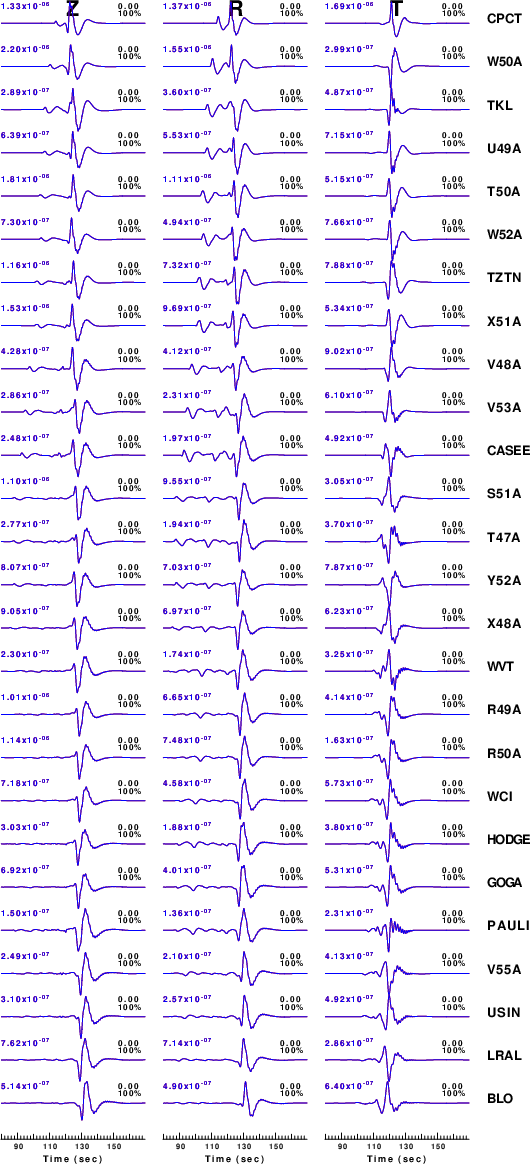 Z R T
1.33x10-06 0.00 100% 1.37x10-06 0.00 100% 1.69x10-06 0.00 100% CPCT
2.20x10-06 0.00 100% 1.55x10-06 0.00 100% 2.99x10-06 0.00 100% W50A
2.89x10-07 0.00 100% 3.60x10-07 0.00 100% 4.87x10-07 0.00 100% TKL
6.39x10-07 0.00 100% 5.53x10-07 0.00 100% 7.15x10-07 0.00 100% U49A
1.81x10-06 0.00 100% 1.11x10-06 0.00 100% 5.15x10-07 0.00 100% T50A
7.30x10-07 0.00 100% 4.94x10-07 0.00 100% 7.66x10-07 0.00 100% W52A
1.16x10-06 0.00 100% 7.32x10-07 0.00 100% 7.88x10-07 0.00 100% TZTN
1.53x10-06 0.00 100% 9.69x10-07 0.00 100% 5.34x10-07 0.00 100% X51A
4.28x10-07 0.00 100% 4.12x10-07 0.00 100% 9.02x10-07 0.00 100% V48A
2.86x10-07 0.00 100% 2.31x10-07 0.00 100% 6.10x10-07 0.00 100% V53A
2.48x10-07 0.00 100% 1.97x10-07 0.00 100% 4.92x10-07 0.00 100% CASEE
1.10x10-06 0.00 100% 9.55x10-07 0.00 100% 3.05x10-07 0.00 100% S51A
2.77x10-07 0.00 100% 1.94x10-07 0.00 100% 3.70x10-07 0.00 100% T47A
8.07x10-07 0.00 100% 7.03x10-07 0.00 100% 7.87x10-07 0.00 100% Y52A
9.05x10-07 0.00 100% 6.97x10-07 0.00 100% 6.23x10-07 0.00 100% X48A
2.30x10-07 0.00 100% 1.74x10-07 0.00 100% 3.25x10-07 0.00 100% WVT
1.01x10-06 0.00 100% 6.65x10-07 0.00 100% 4.14x10-07 0.00 100% R49A
1.14x10-06 0.00 100% 7.48x10-07 0.00 100% 1.63x10-07 0.00 100% R50A
7.18x10-07 0.00 100% 4.58x10-07 0.00 100% 5.73x10-07 0.00 100% WCI
3.03x10-07 0.00 100% 1.88x10-07 0.00 100% 3.80x10-07 0.00 100% HODGE
6.92x10-07 0.00 100% 4.01x10-07 0.00 100% 5.31x10-07 0.00 100% GOGA
1.50x10-07 0.00 100% 1.36x10-07 0.00 100% 2.31x10-07 0.00 100% PAULI
2.49x10-07 0.00 100% 2.10x10-07 0.00 100% 4.13x10-07 0.00 100% V55A
3.10x10-07 0.00 100% 2.57x10-07 0.00 100% 4.92x10-07 0.00 100% USIN
7.62x10-07 0.00 100% 7.14x10-07 0.00 100% 2.86x10-07 0.00 100% LRAL
5.14x10-07 0.00 100% 4.90x10-07 0.00 100% 6.40x10-07 0.00 100% BLO
90 110 130 150 90 110 130 150 90 110 130 150
Time (sec) Time (sec) Time (sec)